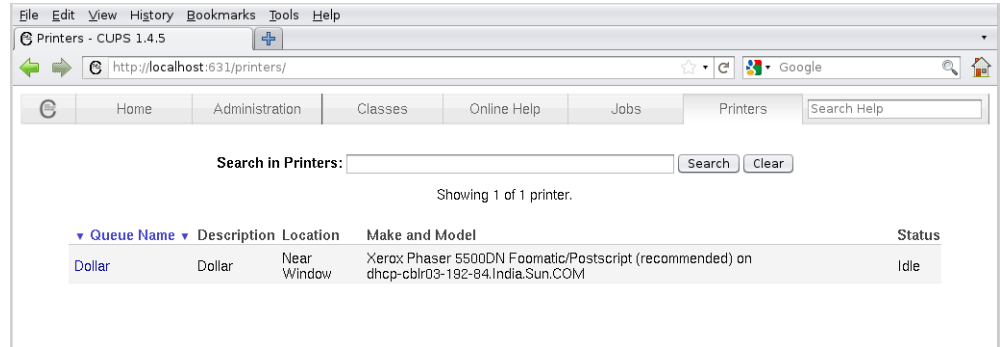 File Edit View History Bookmarks Tools Help
Printers - CUPS 1.4.5
http://localhost:631/printers/
Google
Home Administration Classes Online Help Jobs Printers Search Help
Search in Printers: Search Clear
Showing 1 of 1 printer.
▼ Queue Name ▼ Description Location Make and Model Status
Dollar Dollar Near Window Xerox Phaser 5500DN Foomatic/Postscript (recommended) on Idle
dhcp-cblr03-192-84.India.Sun.COM